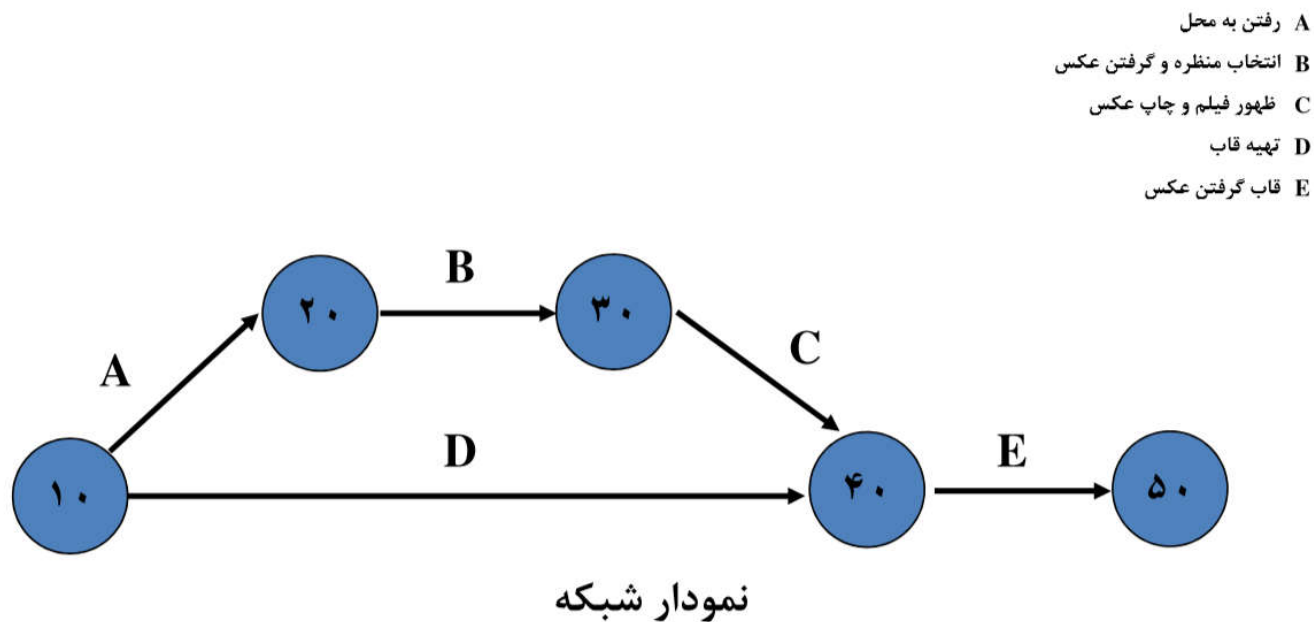 A رفتن به محل
B انتخاب منظره و گرفتن عکس
C ظهور فیلم و چاپ عکس
D تهیه قاب
E قاب گرفتن عکس
B
۲۰
۳۰
A
C
D
E
۱۰
۴۰
۵۰
نمودار شبکه